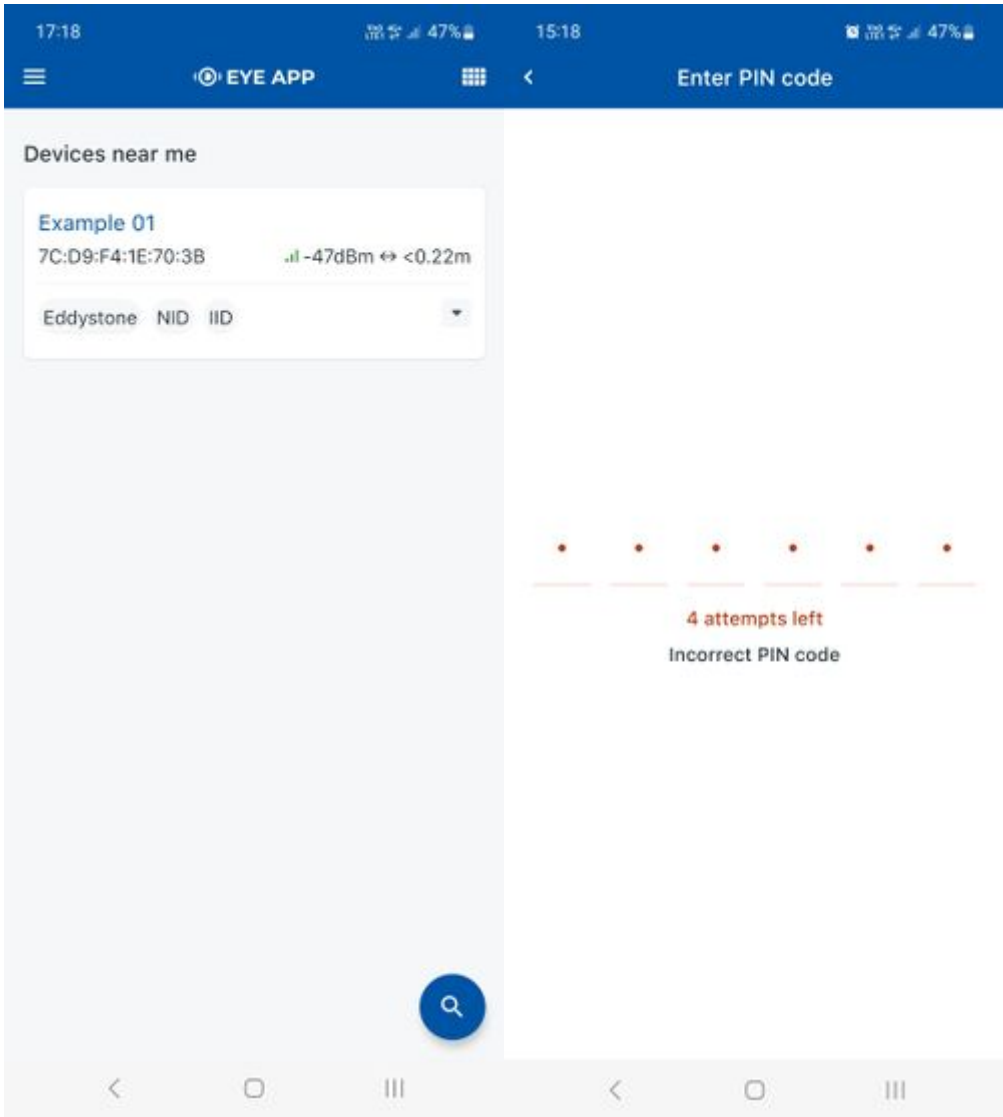 17:18
47%
EYE APP
Devices near me
Example 01
7C:D9:F4:1E:70:3B
-47dBm ↔ <0.22m
Eddystone NID IID
15:18
47%
Enter PIN code
4 attempts left
Incorrect PIN code